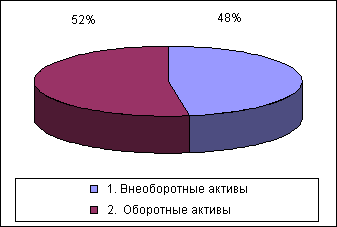 52% 48%
1. Внеоборотные активы
2. Оборотные активы